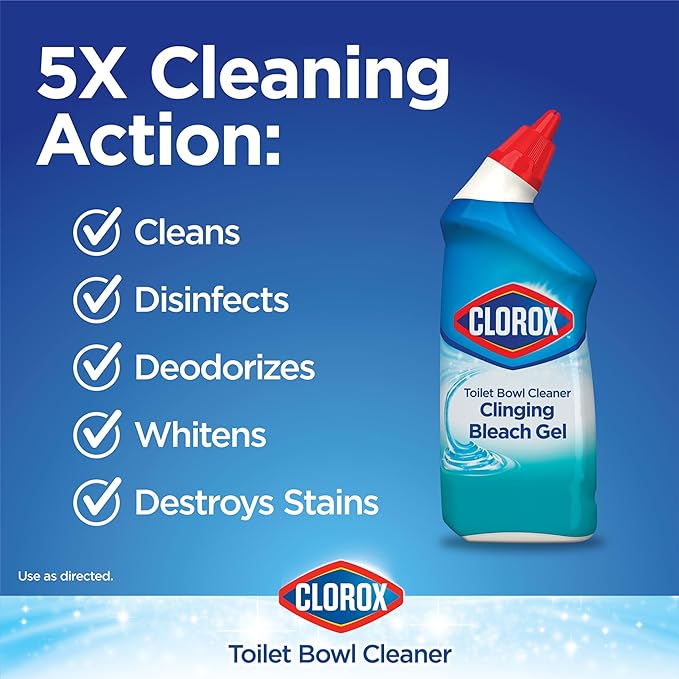 5X Cleaning
Action:
Cleans
Disinfects
Deodorizes
Whitens
Destroys Stains
CLOROX
Toilet Bowl Cleaner
Clinging
Bleach Gel
Use as directed.
CLOROX
Toilet Bowl Cleaner